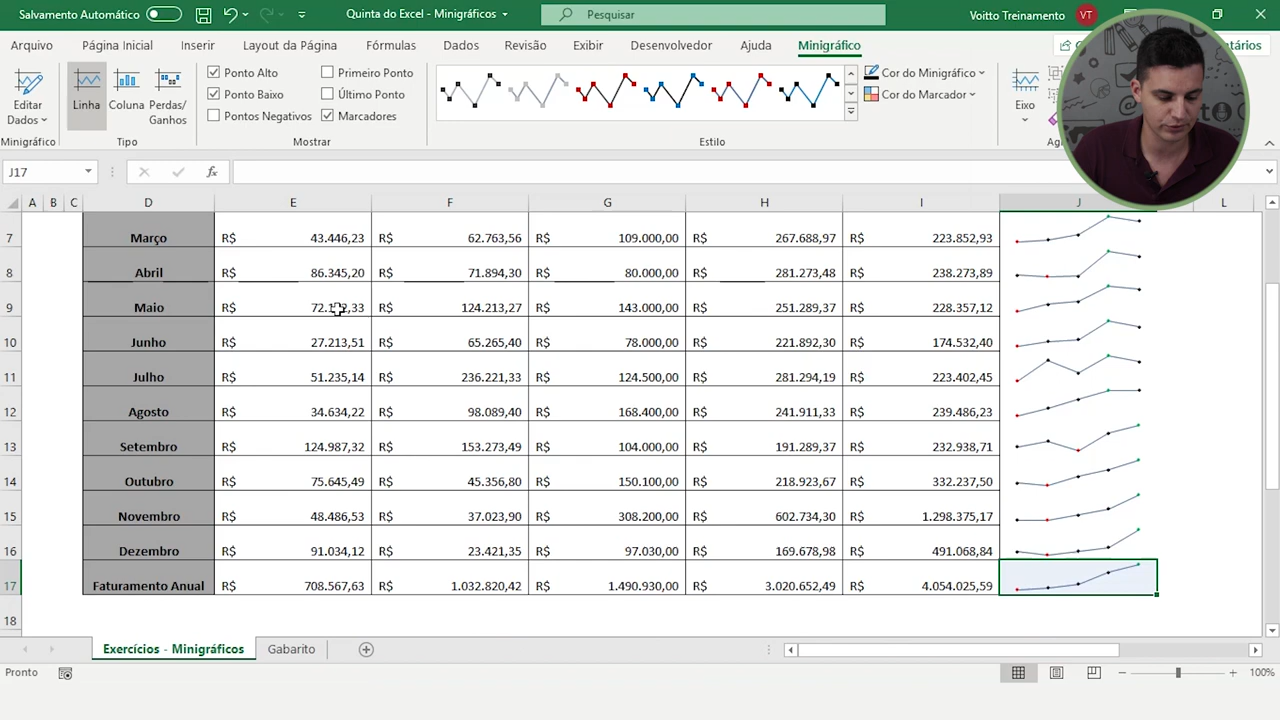 Salvamento Automático
Quinta do Excel - Minigráficos
Pesquisar
Voitto Treinamento
VT
Arquivo
Página Inicial
Inserir
Layout da Página
Fórmulas
Dados
Revisão
Exibir
Desenvolvedor
Ajuda
Minigráfico
Editar
Dados
Linha
Coluna
Perdas/
Ganhos
Ponto Alto
Primeiro Ponto
Ponto Baixo
Último Ponto
Pontos Negativos
Marcadores
Cor do Minigráfico
Cor do Marcador
Eixo
Minigráfico
Tipo
Mostrar
Estilo
J17
fx
A B C D E F G H I J L
7 Março R$ 43.446,23 R$ 62.763,56 R$ 109.000,00 R$ 267.688,97 R$ 223.852,93
8 Abril R$ 86.345,20 R$ 71.894,30 R$ 80.000,00 R$ 281.273,48 R$ 238.273,89
9 Maio R$ R$ 124.213,27 R$ 143.000,00 R$ 251.289,37 R$ 228.357,12
10 Junho R$ 27.213,51 R$ 65.265,40 R$ 78.000,00 R$ 221.892,30 R$ 174.532,40
11 Julho R$ 51.235,14 R$ 236.221,33 R$ 124.500,00 R$ 281.294,19 R$ 223.402,45
12 Agosto R$ 34.634,22 R$ 98.089,40 R$ 168.400,00 R$ 241.911,33 R$ 239.486,23
13 Setembro R$ 124.987,32 R$ 153.273,49 R$ 104.000,00 R$ 191.289,37 R$ 232.938,71
14 Outubro R$ 75.645,49 R$ 45.356,80 R$ 150.100,00 R$ 218.923,67 R$ 332.237,50
15 Novembro R$ 48.486,53 R$ 37.023,90 R$ 308.200,00 R$ 602.734,30 R$ 1.298.375,17
16 Dezembro R$ 91.034,12 R$ 23.421,35 R$ 97.030,00 R$ 169.678,98 R$ 491.068,84
17 Faturamento Anual R$ 708.567,63 R$ 1.032.820,42 R$ 1.490.930,00 R$ 3.020.652,49 R$ 4.054.025,59
18
Exercícios - Minigráficos
Gabarito
Pronto
100%